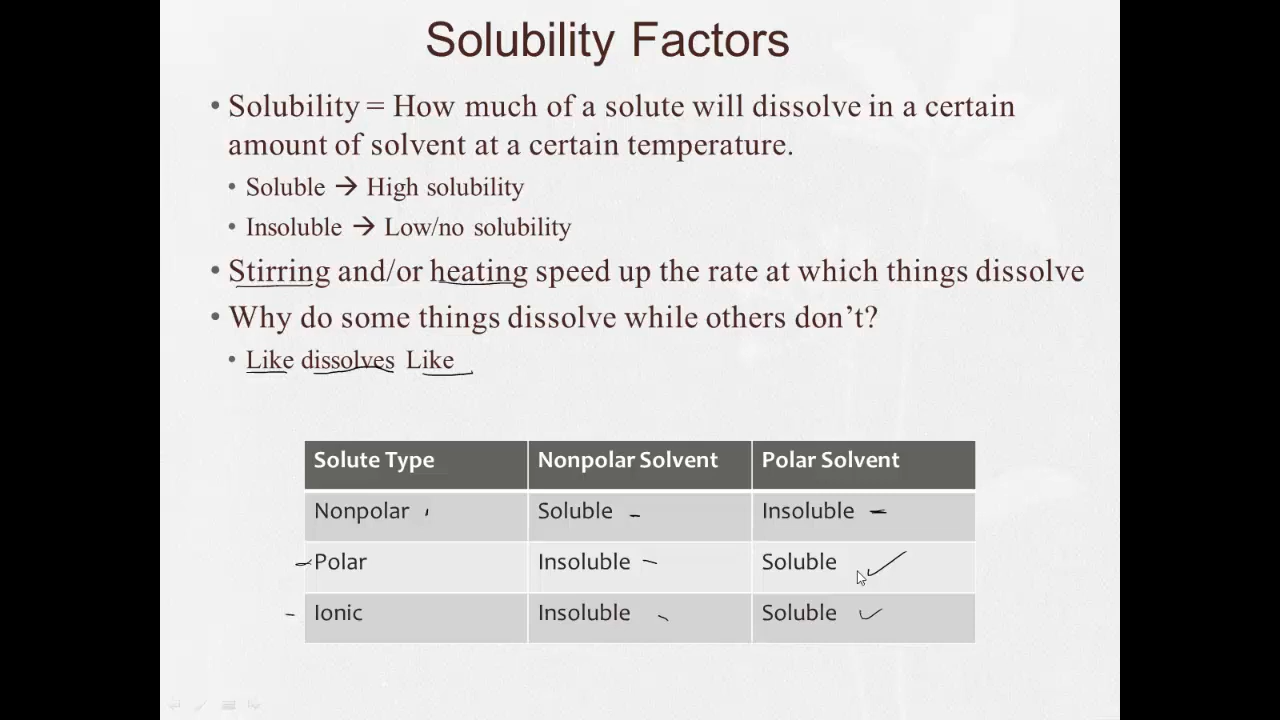 Solubility Factors
• Solubility = How much of a solute will dissolve in a certain
amount of solvent at a certain temperature.
• Soluble → High solubility
• Insoluble → Low/no solubility
• Stirring and/or heating speed up the rate at which things dissolve
• Why do some things dissolve while others don't?
• Like dissolves Like
Solute Type Nonpolar Solvent Polar Solvent
Nonpolar Soluble Insoluble
Polar Insoluble Soluble
Ionic Insoluble Soluble